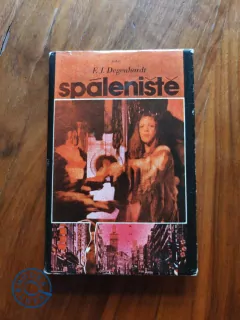 F. J. Degenhardt
spáleniště